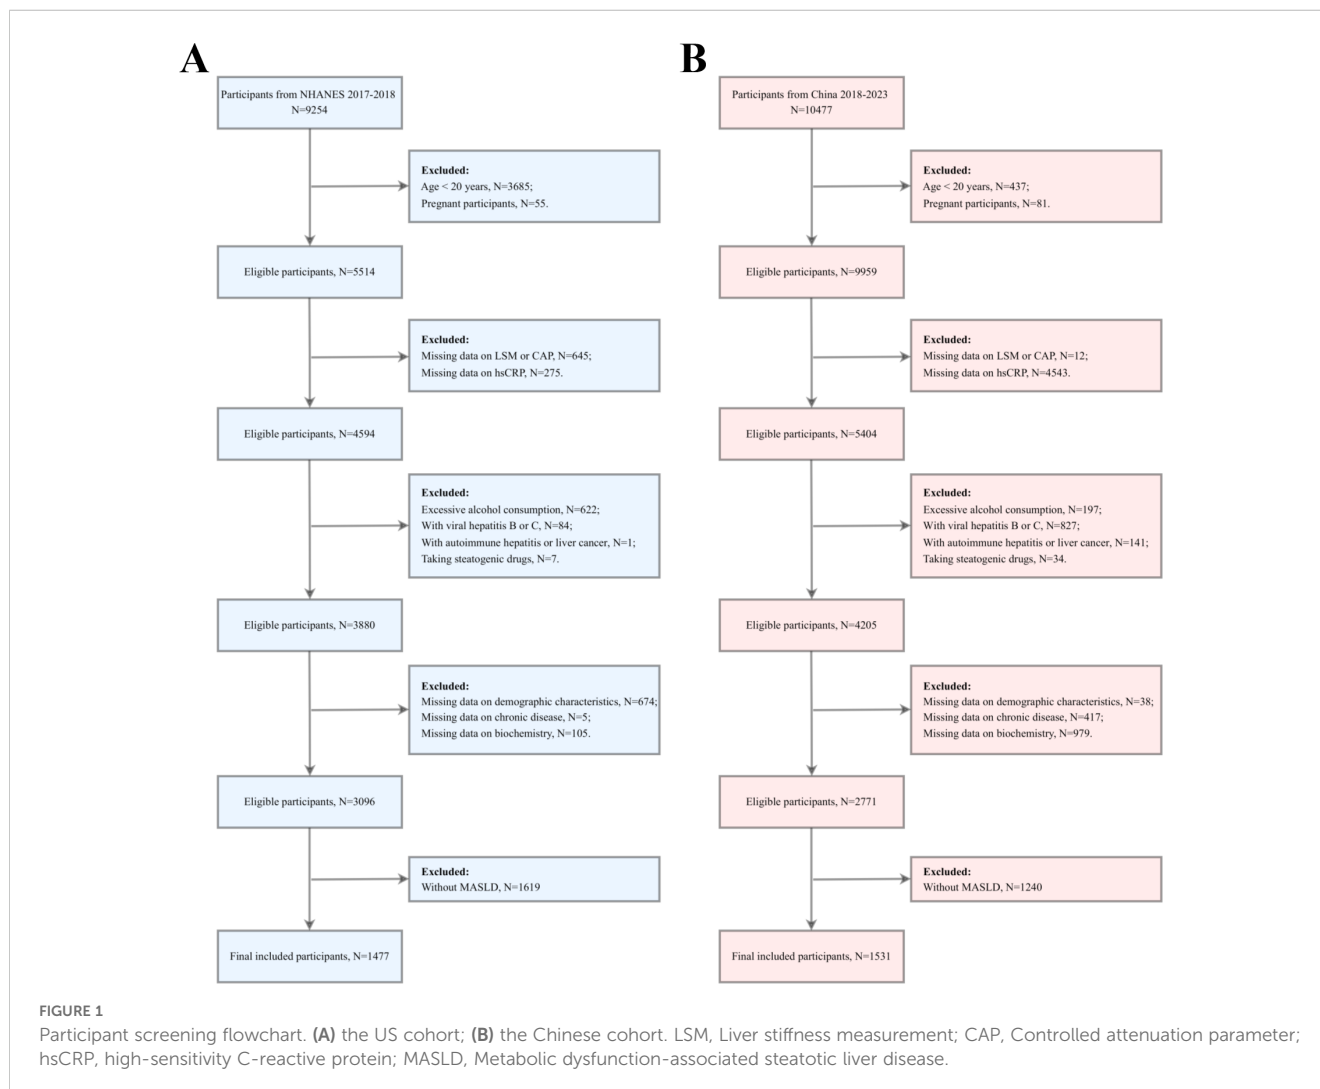 A
Participants from NHANES 2017-2018
N=9254
Excluded:
Age < 20 years, N=3685;
Pregnant participants, N=55.
Eligible participants, N=5514
Excluded:
Missing data on LSM or CAP, N=645;
Missing data on hsCRP, N=275.
Eligible participants, N=4594
Excluded:
Excessive alcohol consumption, N=622;
With viral hepatitis B or C, N=84;
With autoimmune hepatitis or liver cancer, N=1;
Taking steatogenic drugs, N=7.
Eligible participants, N=3880
Excluded:
Missing data on demographic characteristics, N=674;
Missing data on chronic disease, N=5;
Missing data on biochemistry, N=105.
Eligible participants, N=3096
Excluded:
Without MASLD, N=1619
Final included participants, N=1477
B
Participants from China 2018-2023
N=10477
Excluded:
Age < 20 years, N=437;
Pregnant participants, N=81.
Eligible participants, N=9959
Excluded:
Missing data on LSM or CAP, N=12;
Missing data on hsCRP, N=4543.
Eligible participants, N=5404
Excluded:
Excessive alcohol consumption, N=197;
With viral hepatitis B or C, N=827;
With autoimmune hepatitis or liver cancer, N=141;
Taking steatogenic drugs, N=34.
Eligible participants, N=4205
Excluded:
Missing data on demographic characteristics, N=38;
Missing data on chronic disease, N=417;
Missing data on biochemistry, N=979.
Eligible participants, N=2771
Excluded:
Without MASLD, N=1240
Final included participants, N=1531
FIGURE 1
Participant screening flowchart. (A) the US cohort; (B) the Chinese cohort. LSM, Liver stiffness measurement; CAP, Controlled attenuation parameter;
hsCRP, high-sensitivity C-reactive protein; MASLD, Metabolic dysfunction-associated steatotic liver disease.